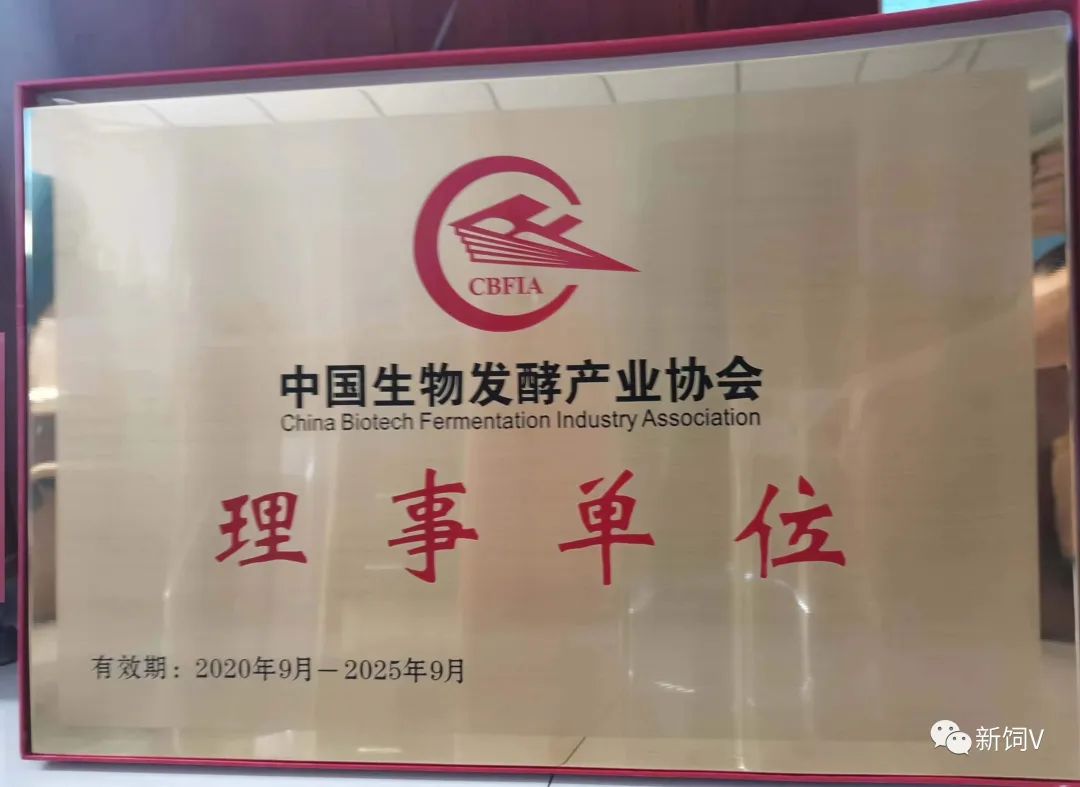 CBFIA
中国生物发酵产业协会
China Biotech Fermentation Industry Association
理事单位
有效期：2020年9月－2025年9月
新饲V